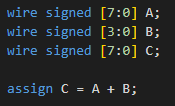 wire signed [7:0] A;
wire signed [3:0] B;
wire signed [7:0] C;
assign C = A + B;